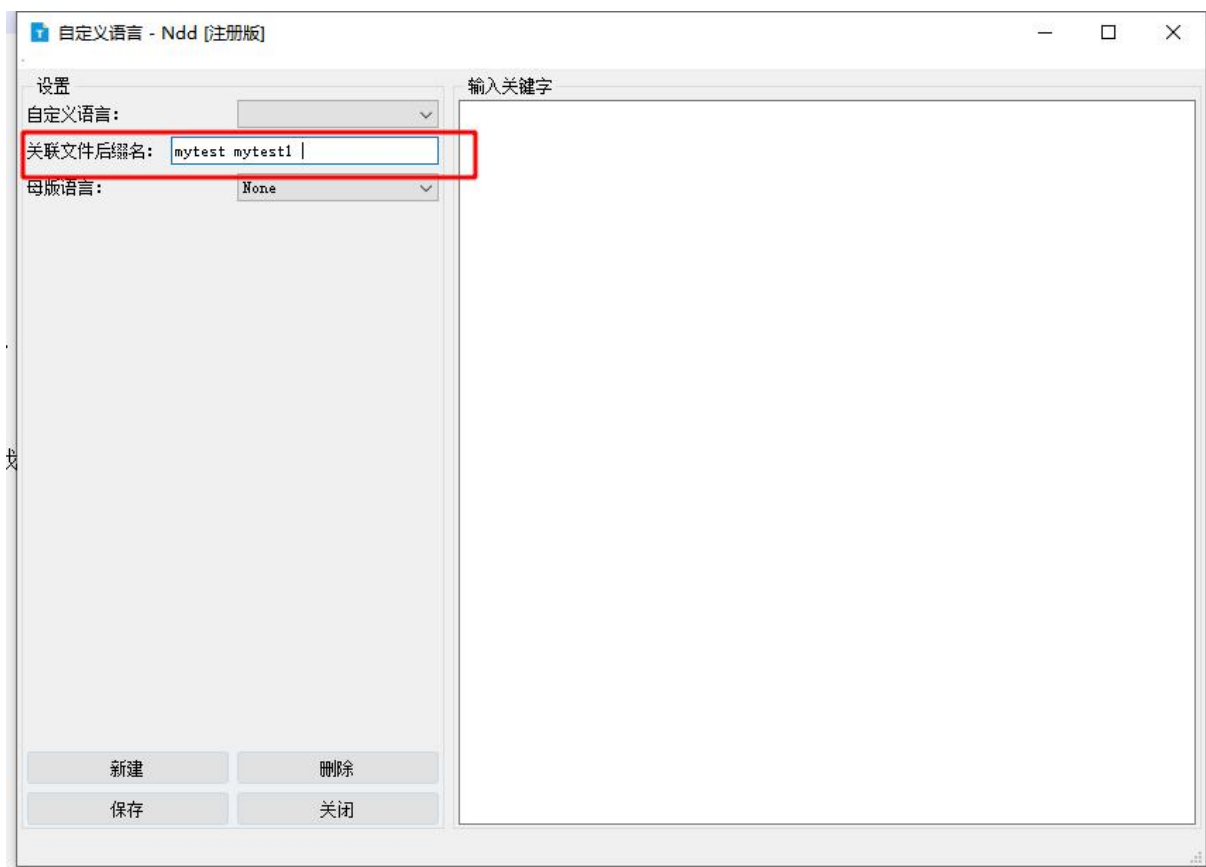 自定义语言 - Ndd [注册版]
设置
自定义语言：
关联文件后缀名： mytest mytest1
母版语言： None
输入关键字
新建 删除
保存 关闭